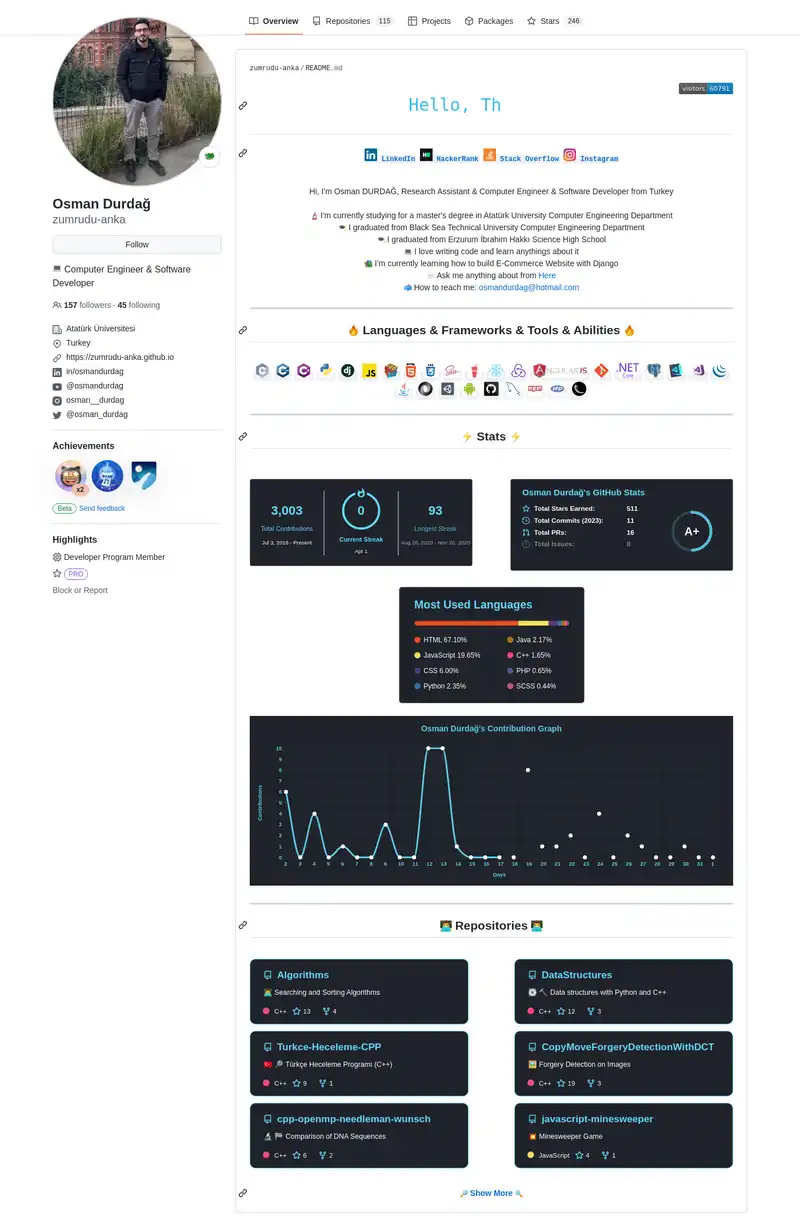 Overview
Repositories 115
Projects
Packages
Stars 246
Osman Durdağ
zumrudu-anka
Follow
Computer Engineer & Software
Developer
157 followers · 45 following
Atatürk Üniversitesi
Turkey
https://zumrudu-anka.github.io
in/osmandurdag
@osmandurdag
osman__durdag
@osman_durdag
Achievements
x2
Beta Send feedback
Highlights
Developer Program Member
PRO
Block or Report
zumrudu-anka/README.md
visitors 60791
Hello, Th
LinkedIn HackerRank Stack Overflow Instagram
Hi, I'm Osman DURDAĞ, Research Assistant & Computer Engineer & Software Developer from Turkey
I'm currently studying for a master's degree in Atatürk University Computer Engineering Department
I graduated from Black Sea Technical University Computer Engineering Department
I graduated from Erzurum İbrahim Hakkı Science High School
I love writing code and learn anythings about it
I'm currently learning how to build E-Commerce Website with Django
Ask me anything about from Here
How to reach me: osmandurdag@hotmail.com
Languages & Frameworks & Tools & Abilities
JS
ANGULARJS
.NET
Core
Stats
3,003
Total Contributions
Jul 3, 2018 - Present
0
Current Streak
Apr 1
93
Longest Streak
Aug 20, 2020 - Nov 20, 2020
Osman Durdağ's GitHub Stats
Total Stars Earned: 511
Total Commits (2023): 11
Total PRs: 16
Total Issues: 8
A+
Most Used Languages
HTML 67.10%
JavaScript 19.65%
CSS 6.00%
Python 2.35%
Java 2.17%
C++ 1.65%
PHP 0.65%
SCSS 0.44%
Osman Durdağ's Contribution Graph
Contributions
10
9
8
7
6
5
4
3
2
1
0
2 3 4 5 6 7 8 9 10 11 12 13 14 15 16 17 18 19 20 21 22 23 24 25 26 27 28 29 30 31 1
Days
Repositories
Algorithms
Searching and Sorting Algorithms
C++ 13 4
DataStructures
Data structures with Python and C++
C++ 12 3
Turkce-Heceleme-CPP
Türkçe Heceleme Programı (C++)
C++ 9 1
CopyMoveForgeryDetectionWithDCT
Forgery Detection on Images
C++ 19 3
cpp-openmp-needleman-wunsch
Comparison of DNA Sequences
C++ 6 2
javascript-minesweeper
Minesweeper Game
JavaScript 4 1
Show More